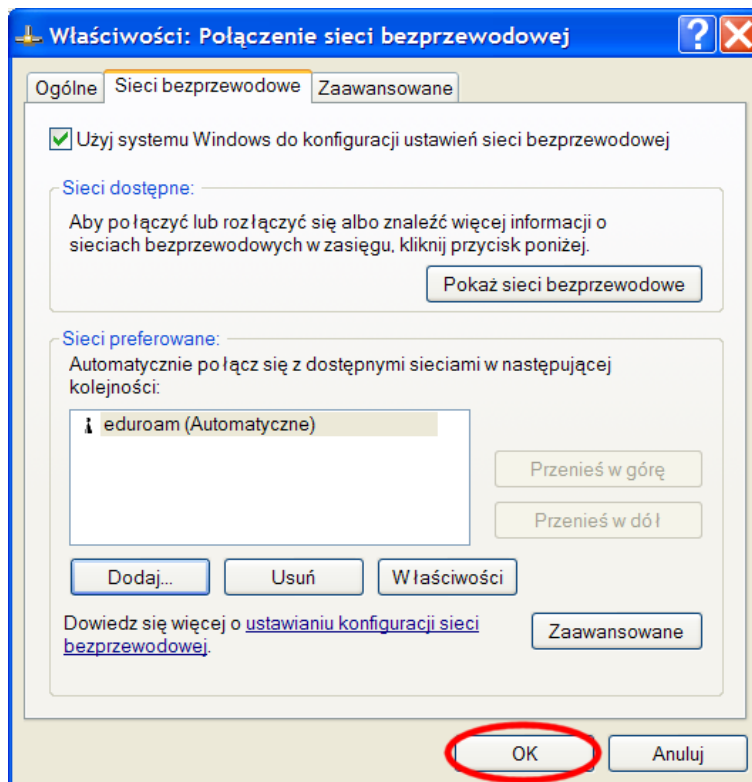 Właściwości: Połączenie sieci bezprzewodowej
Ogólne Sieci bezprzewodowe Zaawansowane
Użyj systemu Windows do konfiguracji ustawień sieci bezprzewodowej
Sieci dostępne:
Aby połączyć lub rozłączyć się albo znaleźć więcej informacji o
sieciach bezprzewodowych w zasięgu, kliknij przycisk poniżej.
Pokaż sieci bezprzewodowe
Sieci preferowane:
Automatycznie połącz się z dostępnymi sieciami w następującej
kolejności:
eduroam (Automatyczne)
Przenieś w górę
Przenieś w dół
Dodaj... Usuń Właściwości
Dowiedz się więcej o ustawianiu konfiguracji sieci
bezprzewodowej.
Zaawansowane
OK Anuluj